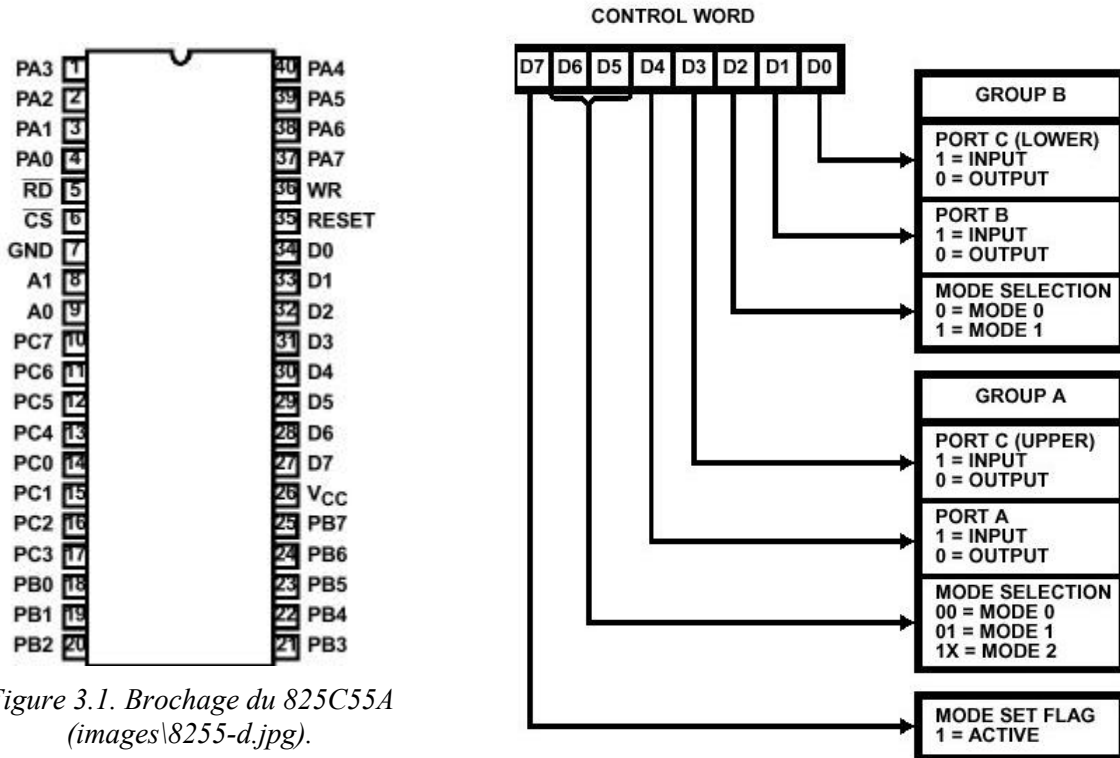 PA3 1
PA2 2
PA1 3
PA0 4
RD 5
CS 6
GND 7
A1 8
A0 9
PC7 10
PC6 11
PC5 12
PC4 13
PC0 14
PC1 15
PC2 16
PC3 17
PB0 18
PB1 19
PB2 20
40 PA4
39 PA5
38 PA6
37 PA7
36 WR
35 RESET
34 D0
33 D1
32 D2
31 D3
30 D4
29 D5
28 D6
27 D7
26 VCC
25 PB7
24 PB6
23 PB5
22 PB4
21 PB3
Figure 3.1. Brochage du 825C55A
(images\8255-d.jpg).
CONTROL WORD
D7 D6 D5 D4 D3 D2 D1 D0
GROUP B
PORT C (LOWER)
1 = INPUT
0 = OUTPUT
PORT B
1 = INPUT
0 = OUTPUT
MODE SELECTION
0 = MODE 0
1 = MODE 1
GROUP A
PORT C (UPPER)
1 = INPUT
0 = OUTPUT
PORT A
1 = INPUT
0 = OUTPUT
MODE SELECTION
00 = MODE 0
01 = MODE 1
1X = MODE 2
MODE SET FLAG
1 = ACTIVE